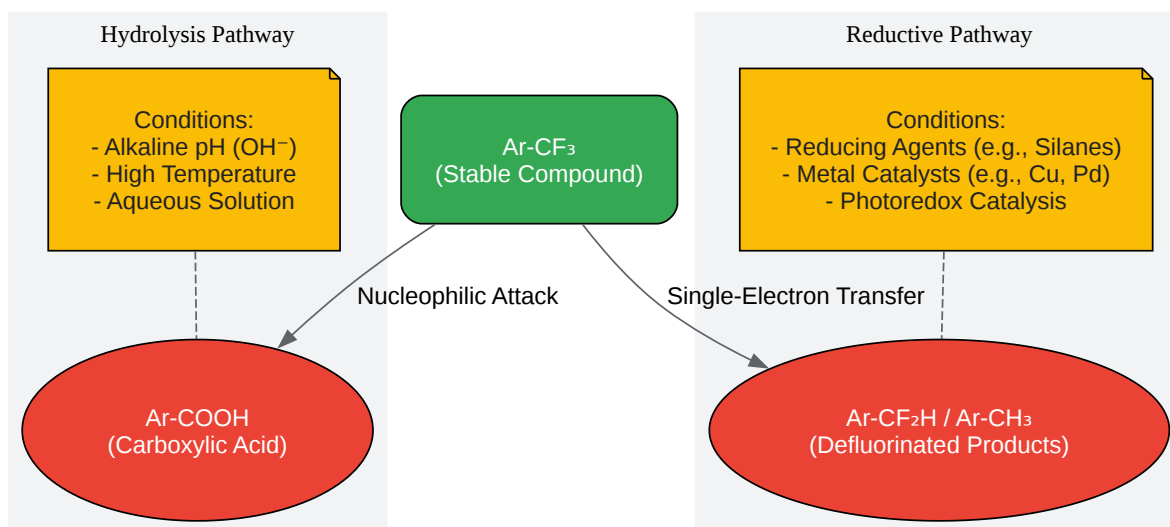 Hydrolysis Pathway
Conditions:
- Alkaline pH (OH⁻)
- High Temperature
- Aqueous Solution
Ar-CF₃
(Stable Compound)
Reductive Pathway
Conditions:
- Reducing Agents (e.g., Silanes)
- Metal Catalysts (e.g., Cu, Pd)
- Photoredox Catalysis
Nucleophilic Attack
Single-Electron Transfer
Ar-COOH
(Carboxylic Acid)
Ar-CF₂H / Ar-CH₃
(Defluorinated Products)